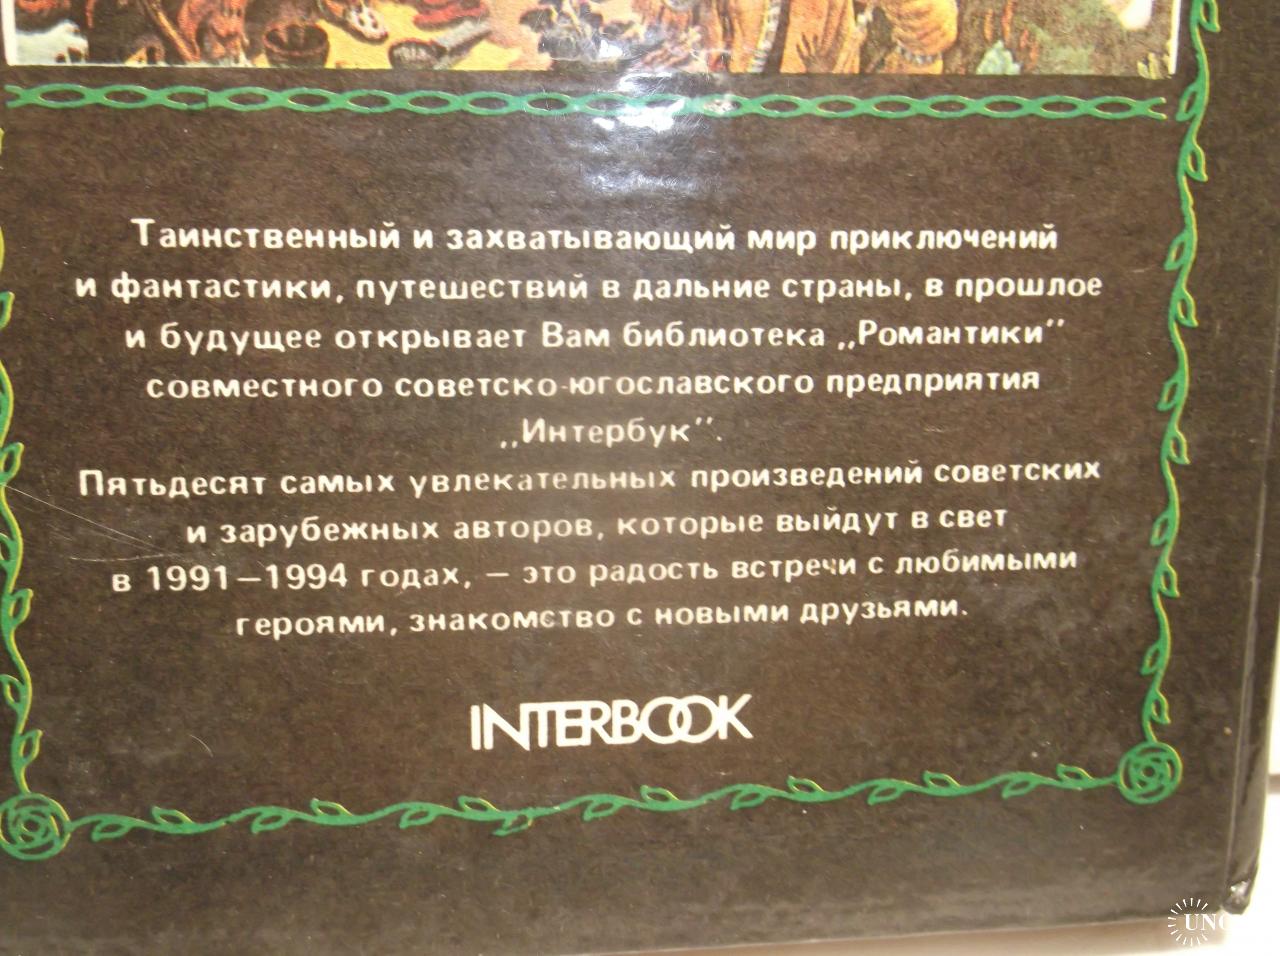 Таинственный и захватывающий мир приключений
и фантастики, путешествий в дальние страны, в прошлое
и будущее открывает Вам библиотека „Романтики”
совместного советско-югославского предприятия
„Интербук”.
Пятьдесят самых увлекательных произведений советских
и зарубежных авторов, которые выйдут в свет
в 1991—1994 годах, — это радость встречи с любимыми
героями, знакомство с новыми друзьями.
INTERBOOK